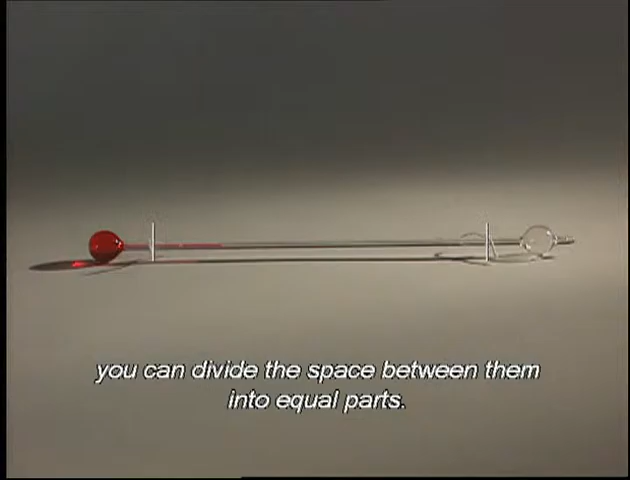 you can divide the space between them
into equal parts.